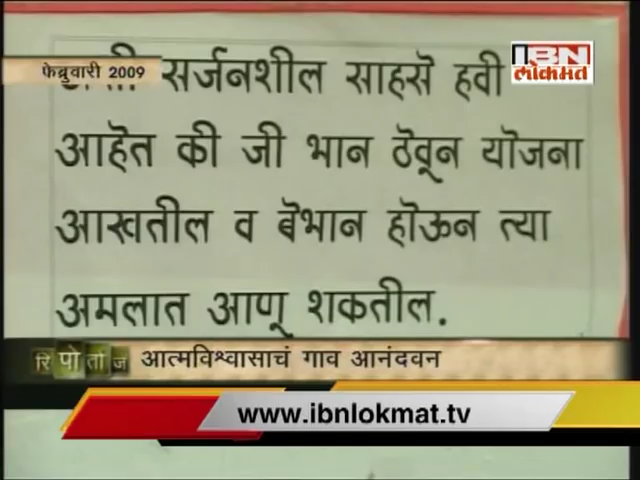 IBN
लोकमत
फेब्रुवारी 2009
सर्जनशील साहसे हवी
आहेत की जी भान ठेवून योजना
आखतील व बेभान होऊन त्या
अमलात आणू शकतील.
रिपोर्ताज
आत्मविश्वासाचं गाव आनंदवन
www.ibnlokmat.tv